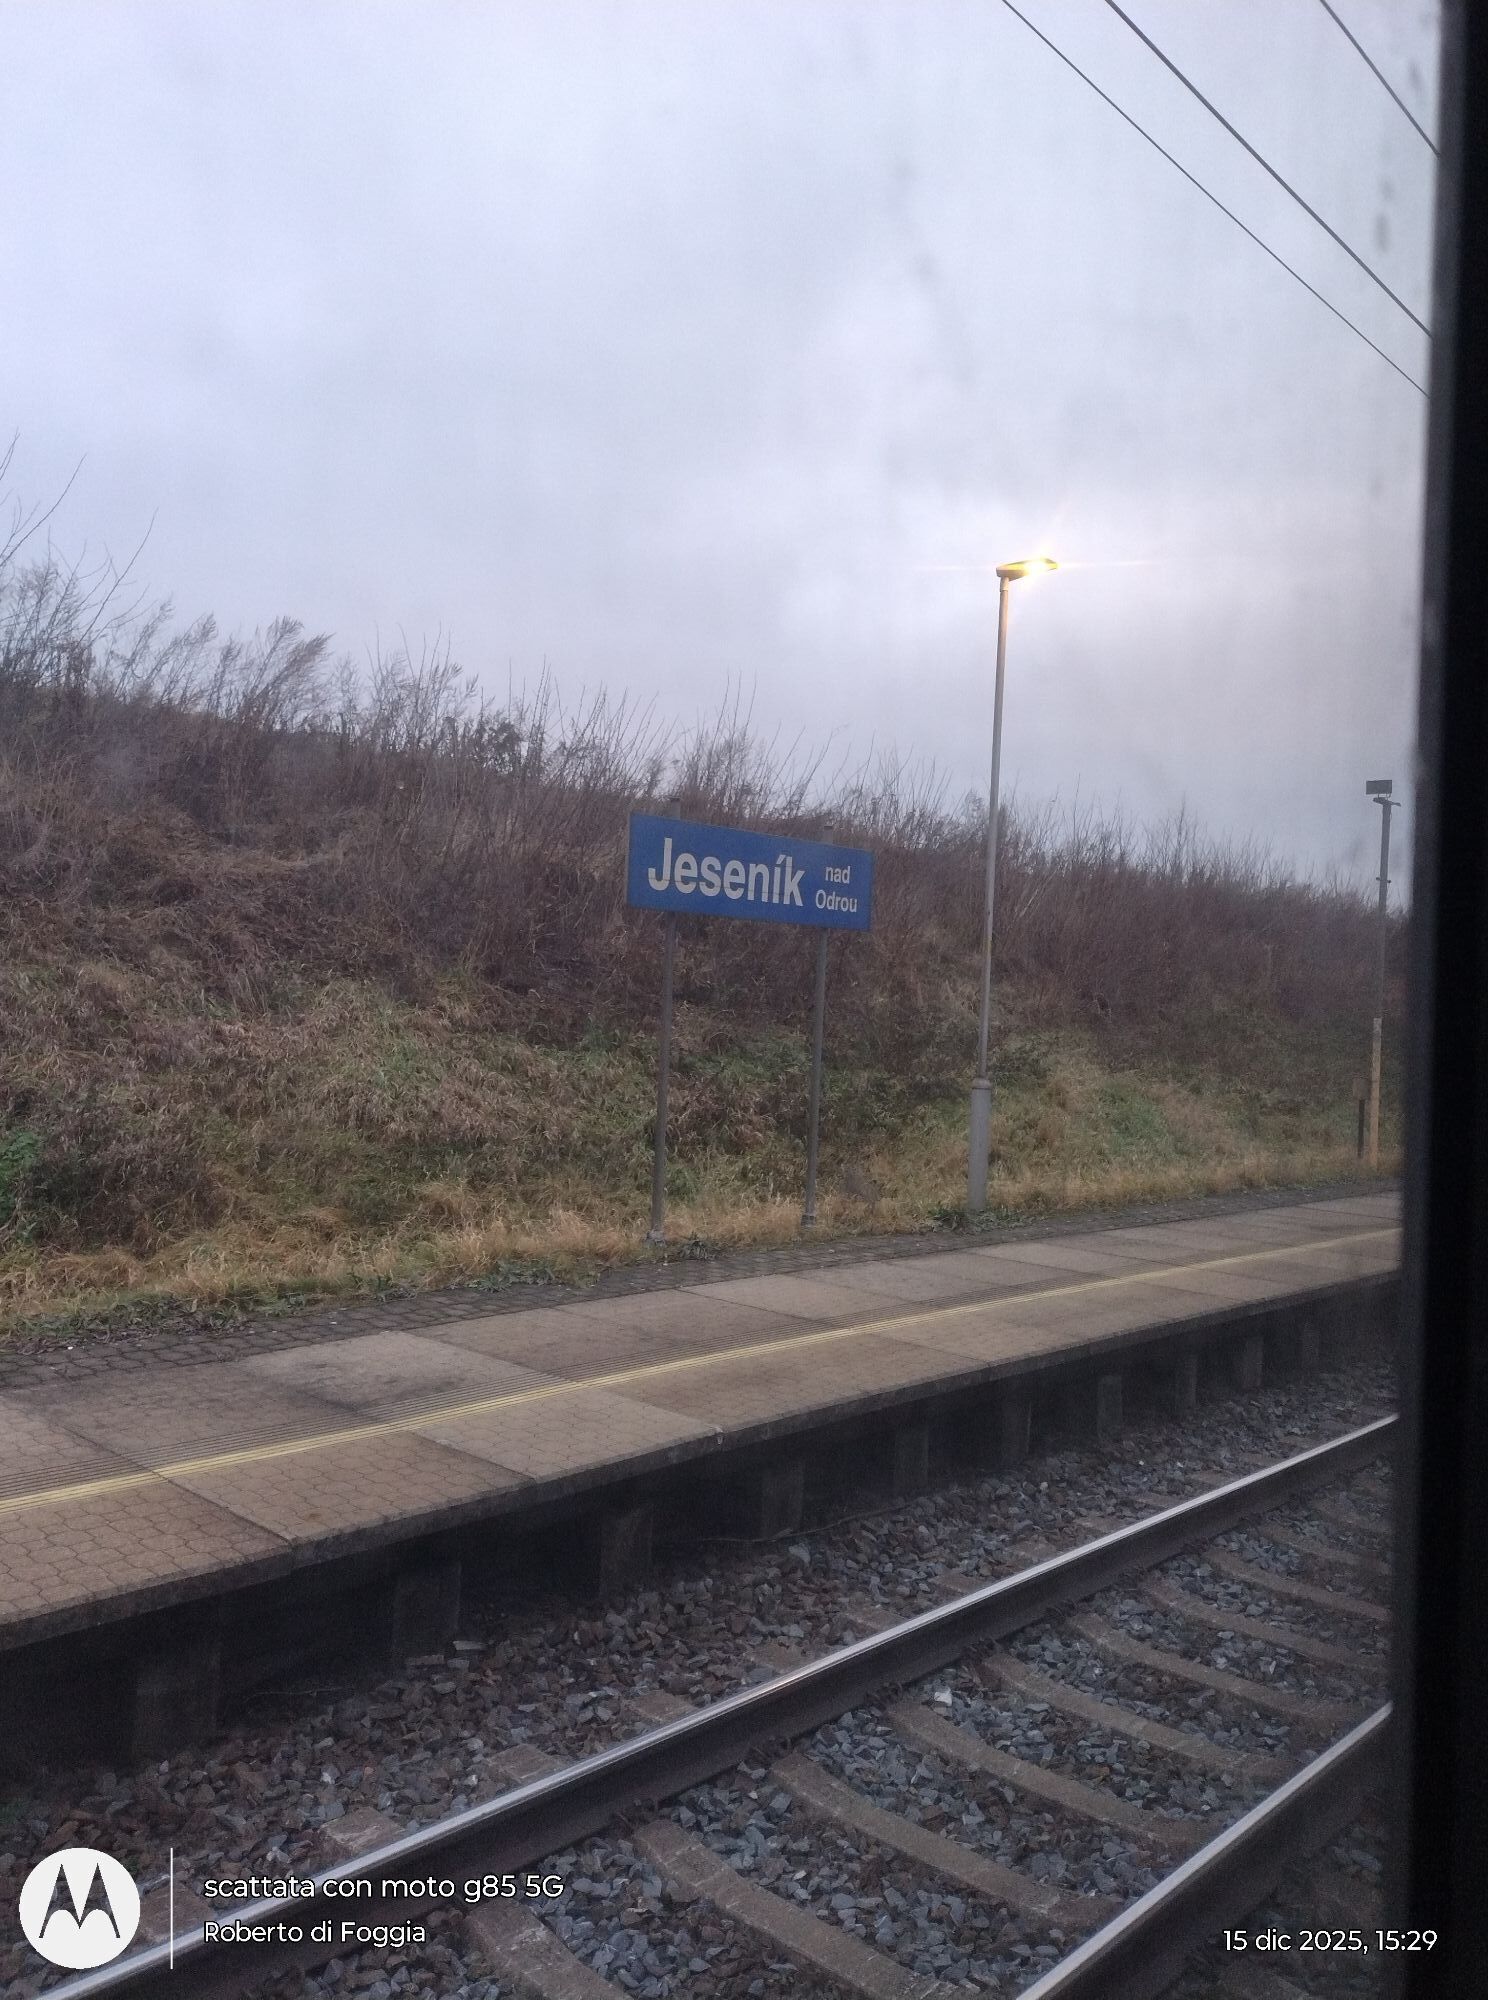 Jeseník nad
Odrou
scattata con moto g85 5G
Roberto di Foggia
15 dic 2025, 15:29